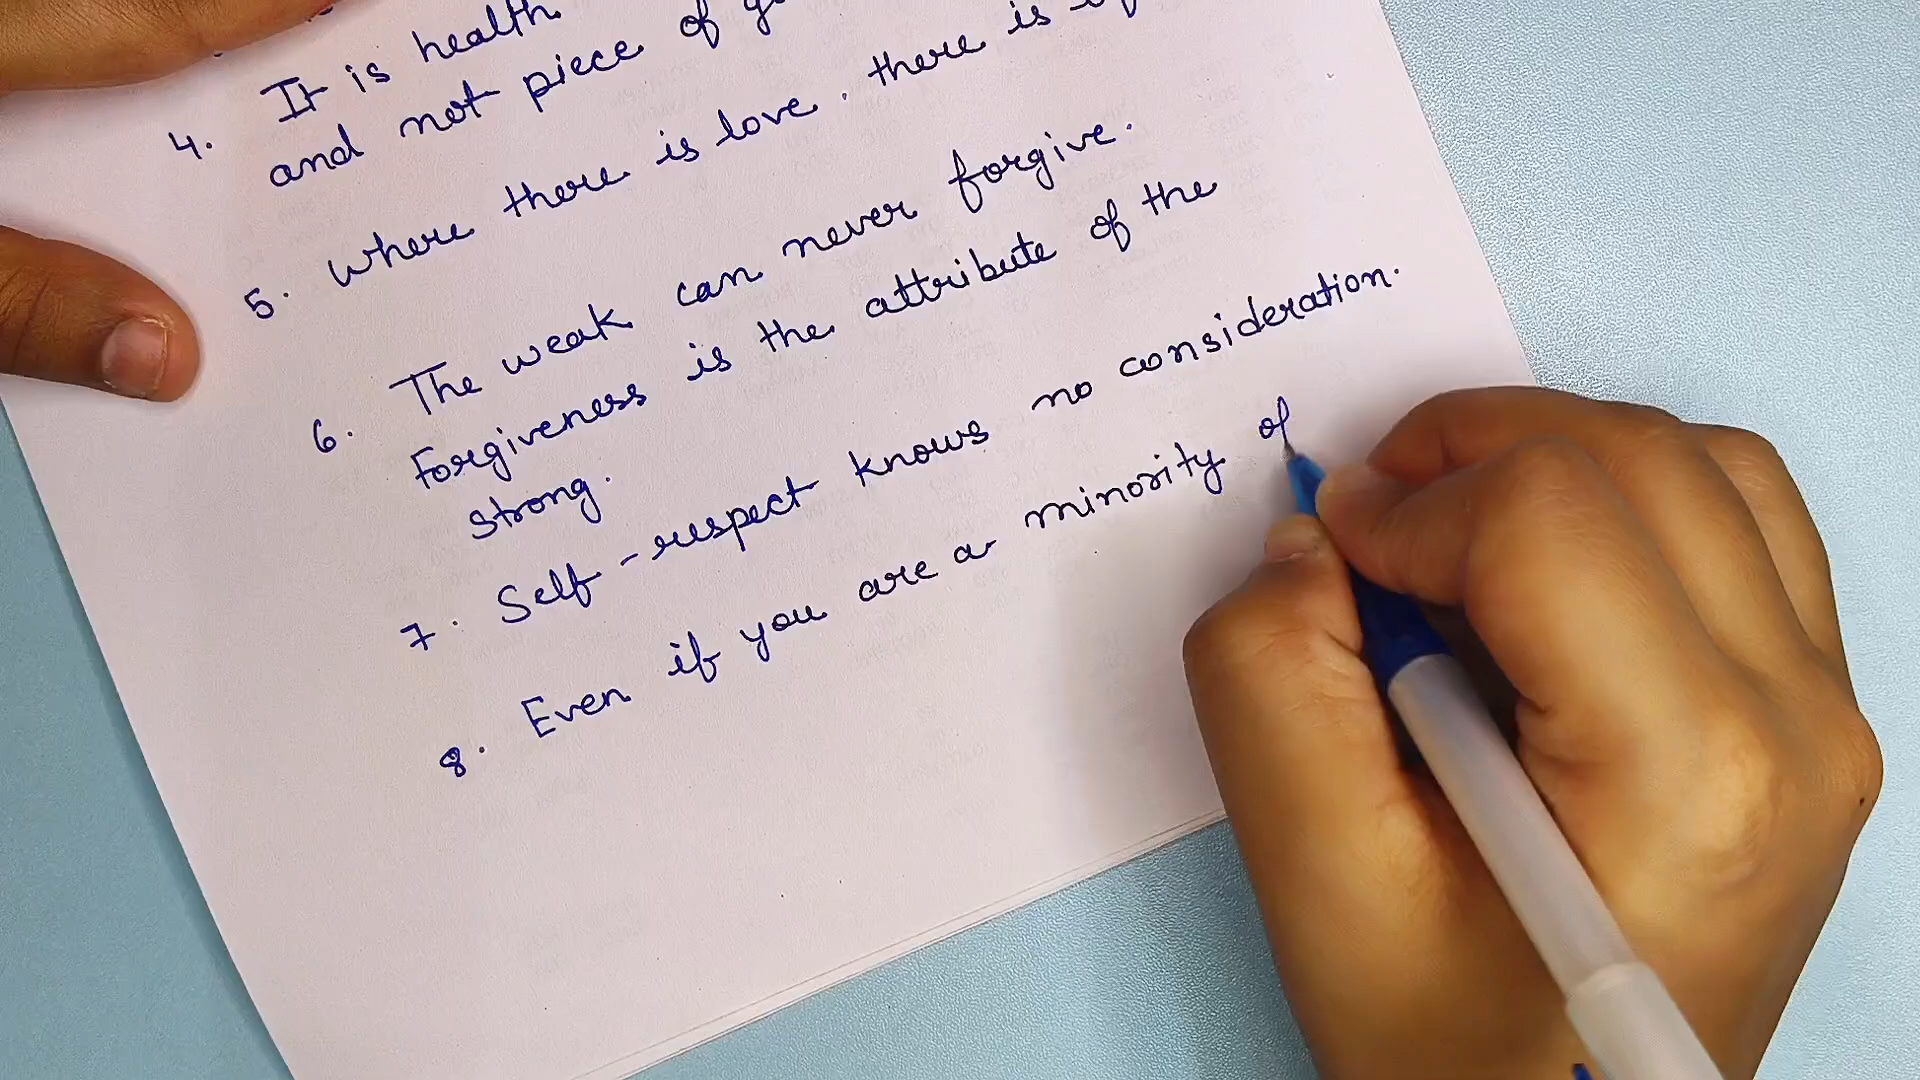 4. It is health
and not piece of
5. where there is love. there is
6. The weak can never forgive.
Forgiveness is the attribute of the
strong.
7. Self-respect knows no consideration.
8. Even if you are a minority of